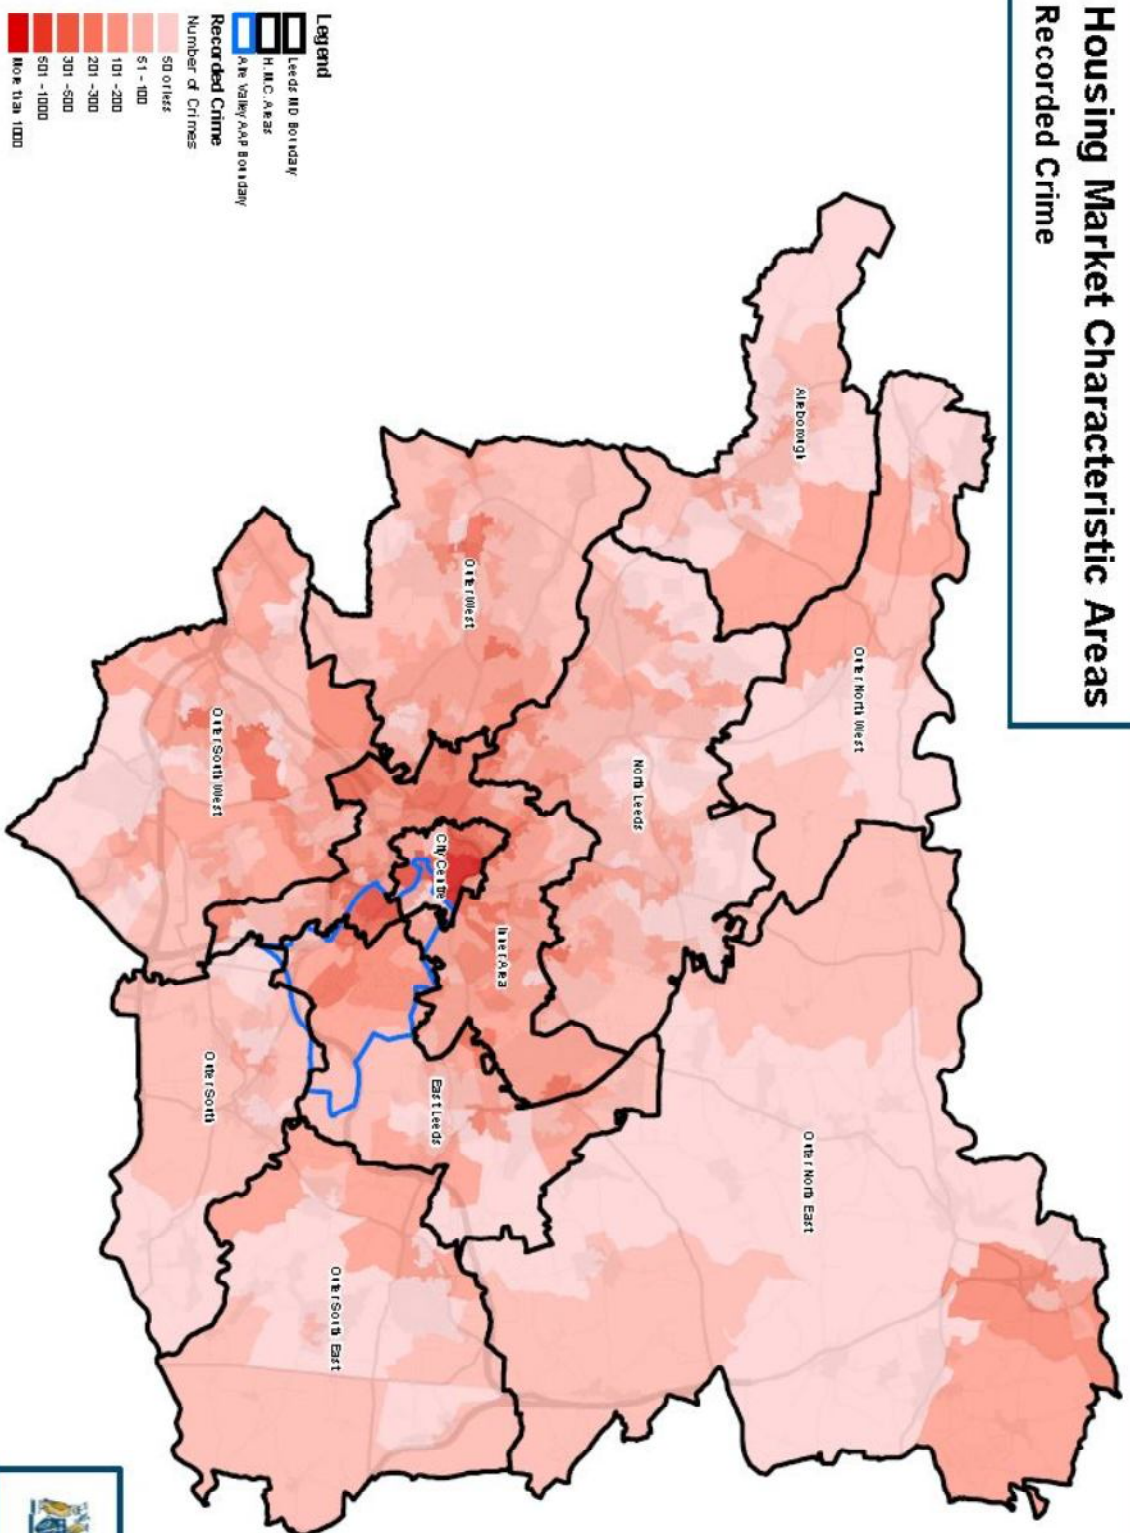 Housing Market Characteristic Areas
Recorded Crime
Aireborough
Outer North West
Outer North East
North Leeds
Outer West
City Centre
Inner Area
East Leeds
Outer South West
Outer South
Outer South East
Legend
Leeds MD Boundary
H.M.C. Areas
Aire Valley AAP Boundary
Recorded Crime
Number of Crimes
50 or less
51 - 100
101 - 200
201 - 300
301 - 500
501 - 1000
More than 1000